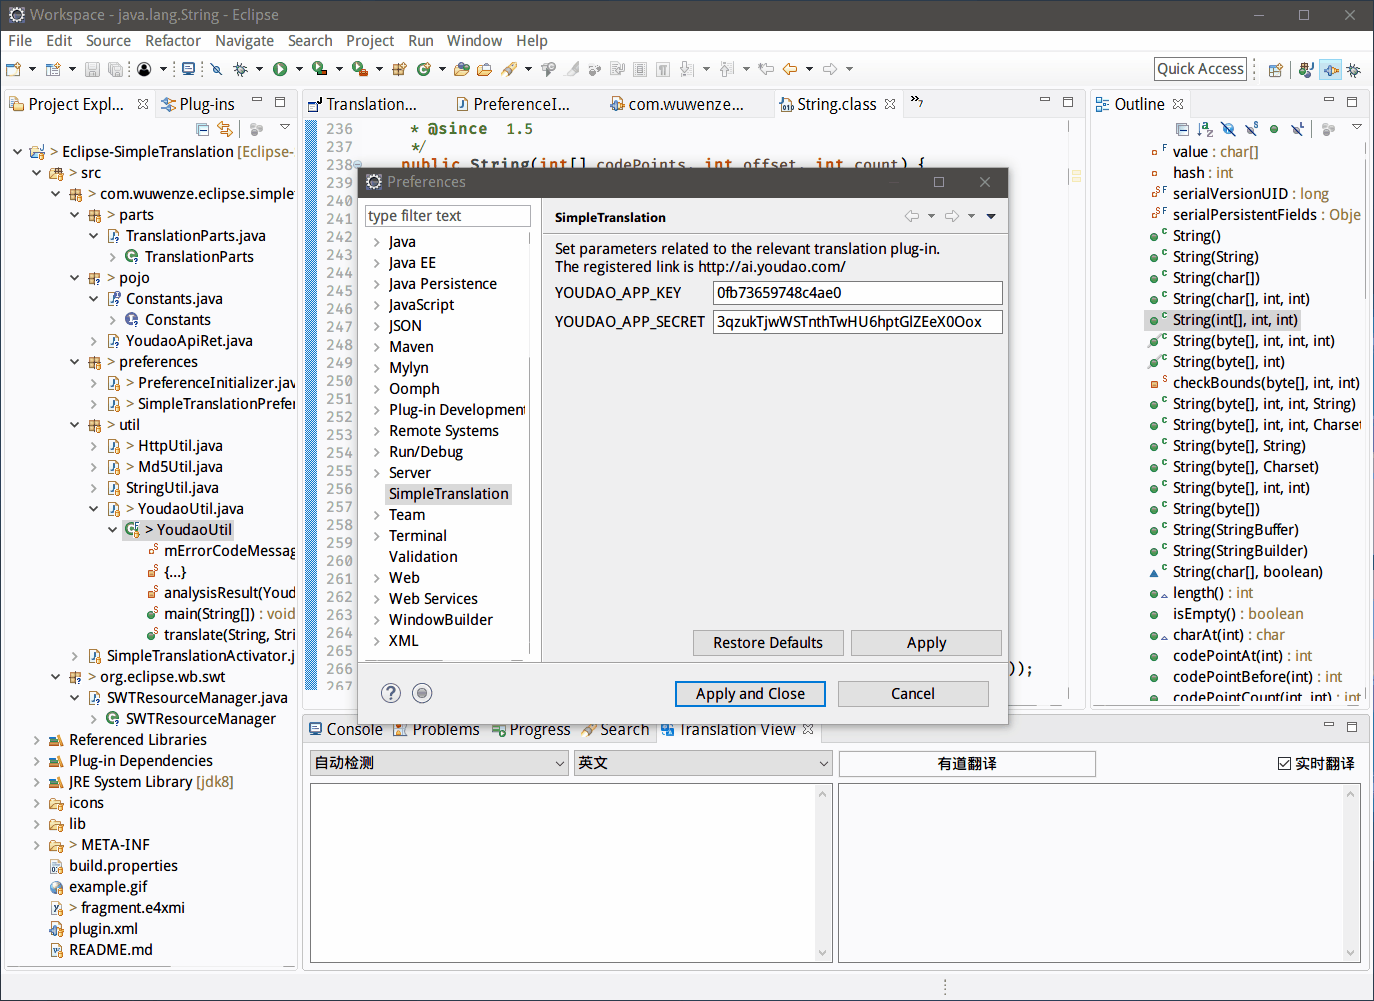 Workspace - java.lang.String - Eclipse
File Edit Source Refactor Navigate Search Project Run Window Help
Quick Access
Project Expl...
Plug-ins
Eclipse-SimpleTranslation [Eclipse-
> src
> com.wuwenze.eclipse.simplet
> parts
TranslationParts.java
TranslationParts
> pojo
Constants.java
Constants
YoudaoApiRet.java
> preferences
> PreferenceInitializer.jav
> SimpleTranslationPrefer
> util
> HttpUtil.java
> Md5Util.java
StringUtil.java
> YoudaoUtil.java
> YoudaoUtil
mErrorCodeMessag
{...}
analysisResult(Youd
main(String[]) : void
translate(String, Stri
SimpleTranslationActivator.j
> org.eclipse.wb.swt
SWTResourceManager.java
SWTResourceManager
Referenced Libraries
Plug-in Dependencies
JRE System Library [jdk8]
icons
lib
> META-INF
build.properties
example.gif
> fragment.e4xmi
plugin.xml
README.md
Translation...
PreferenceI...
com.wuwenze...
String.class
»7
236 * @since 1.5
237 */
238 public String(int[] codePoints, int offset, int count) {
239
240
241
242
243
244
245
246
247
248
249
250
251
252
253
254
255
256
257
258
259
260
261
262
263
264
265
266 ));
267
Preferences
type filter text
Java
Java EE
Java Persistence
JavaScript
JSON
Maven
Mylyn
Oomph
Plug-in Development
Remote Systems
Run/Debug
Server
SimpleTranslation
Team
Terminal
Validation
Web
Web Services
WindowBuilder
XML
SimpleTranslation
Set parameters related to the relevant translation plug-in.
The registered link is http://ai.youdao.com/
YOUDAO_APP_KEY 0fb73659748c4ae0
YOUDAO_APP_SECRET 3qzukTjwWSTnthTwHU6hptGlZEeX0Oox
Restore Defaults
Apply
Apply and Close
Cancel
Outline
value : char[]
hash : int
serialVersionUID : long
serialPersistentFields : Obje
String()
String(String)
String(char[])
String(char[], int, int)
String(int[], int, int)
String(byte[], int, int, int)
String(byte[], int)
checkBounds(byte[], int, int)
String(byte[], int, int, String)
String(byte[], int, int, Charset
String(byte[], String)
String(byte[], Charset)
String(byte[], int, int)
String(byte[])
String(StringBuffer)
String(StringBuilder)
String(char[], boolean)
length() : int
isEmpty() : boolean
charAt(int) : char
codePointAt(int) : int
codePointBefore(int) : int
codePointCount(int, int) : int
Console
Problems
Progress
Search
Translation View
自动检测
英文
有道翻译
实时翻译